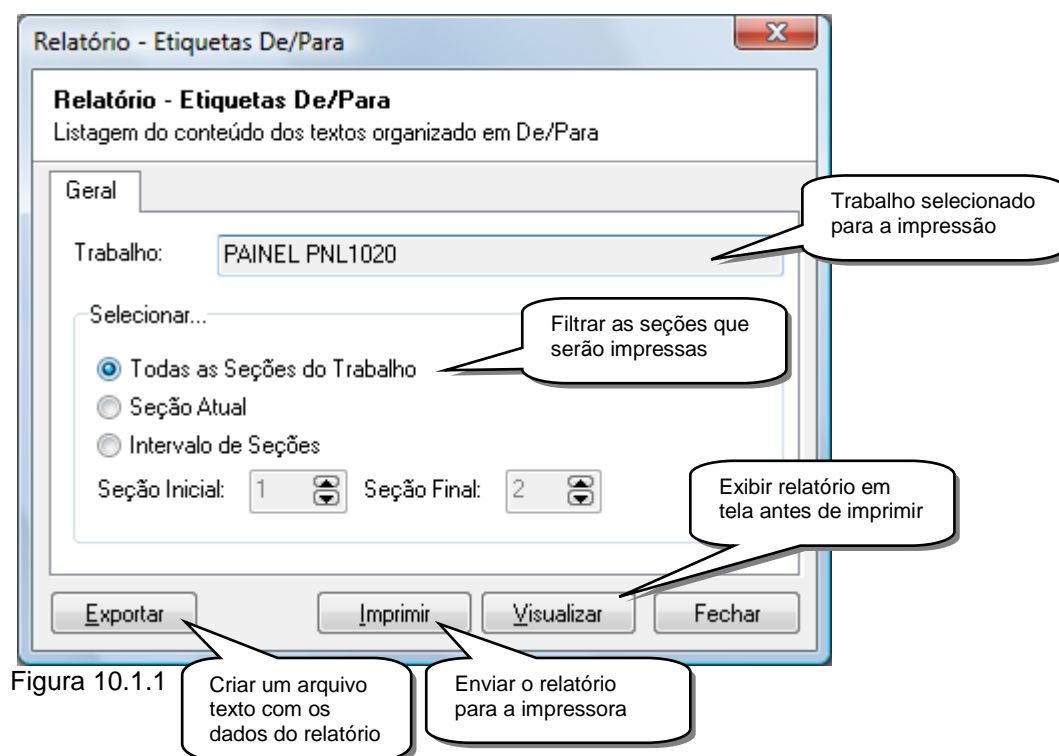 Relatório - Etiquetas De/Para
Relatório - Etiquetas De/Para
Listagem do conteúdo dos textos organizado em De/Para
Geral
Trabalho selecionado
para a impressão
Trabalho: PAINEL PNL1020
Selecionar...
Filtrar as seções que
serão impressas
Todas as Seções do Trabalho
Seção Atual
Intervalo de Seções
Seção Inicial: 1 Seção Final: 2
Exibir relatório em
tela antes de imprimir
Exportar Imprimir Visualizar Fechar
Figura 10.1.1
Criar um arquivo
texto com os
dados do relatório
Enviar o relatório
para a impressora